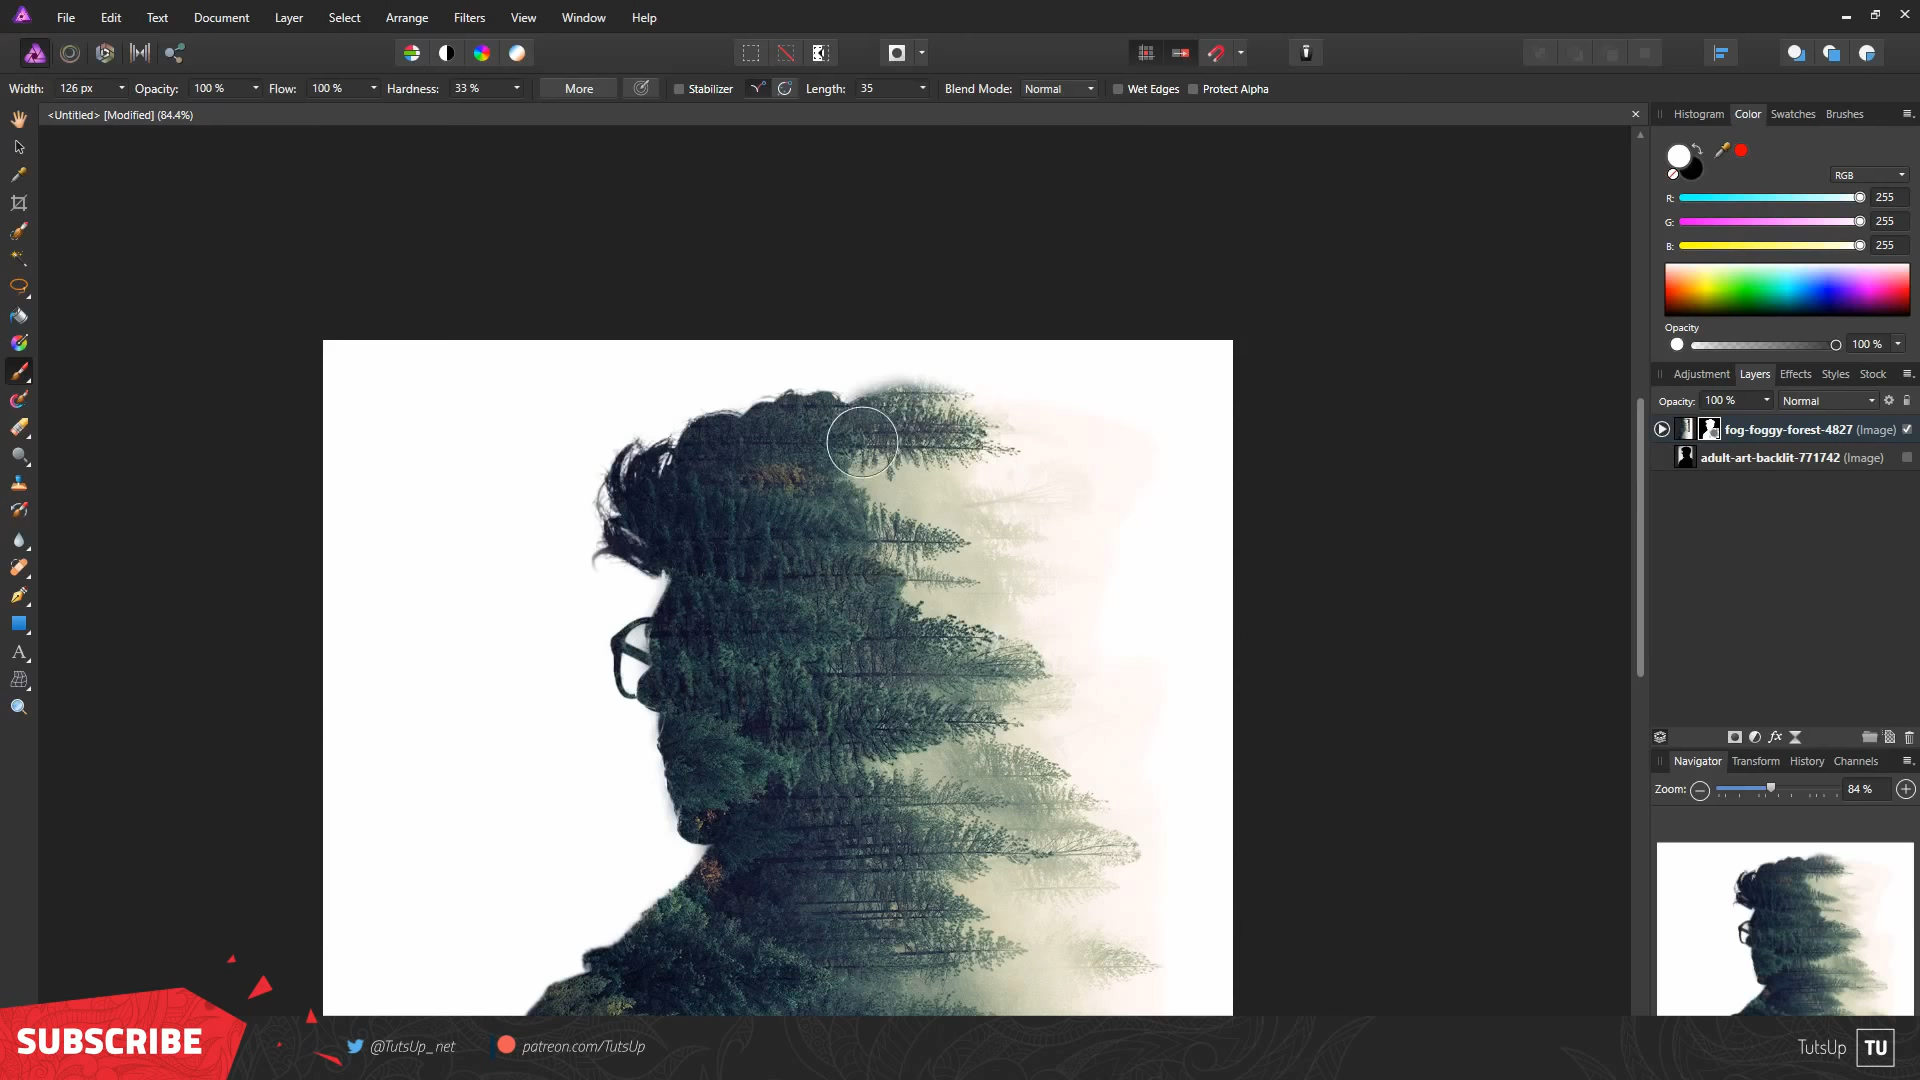 File Edit Text Document Layer Select Arrange Filters View Window Help
Width: 126 px Opacity: 100 % Flow: 100 % Hardness: 33 % More Stabilizer Length: 35 Blend Mode: Normal Wet Edges Protect Alpha
<Untitled> [Modified] (84.4%)
Histogram Color Swatches Brushes
RGB
R: 255
G: 255
B: 255
Opacity
100 %
Adjustment Layers Effects Styles Stock
Opacity: 100 % Normal
fog-foggy-forest-4827 (Image)
adult-art-backlit-771742 (Image)
fx
Navigator Transform History Channels
Zoom: 84 %
SUBSCRIBE
@TutsUp_net
patreon.com/TutsUp
TutsUp TU